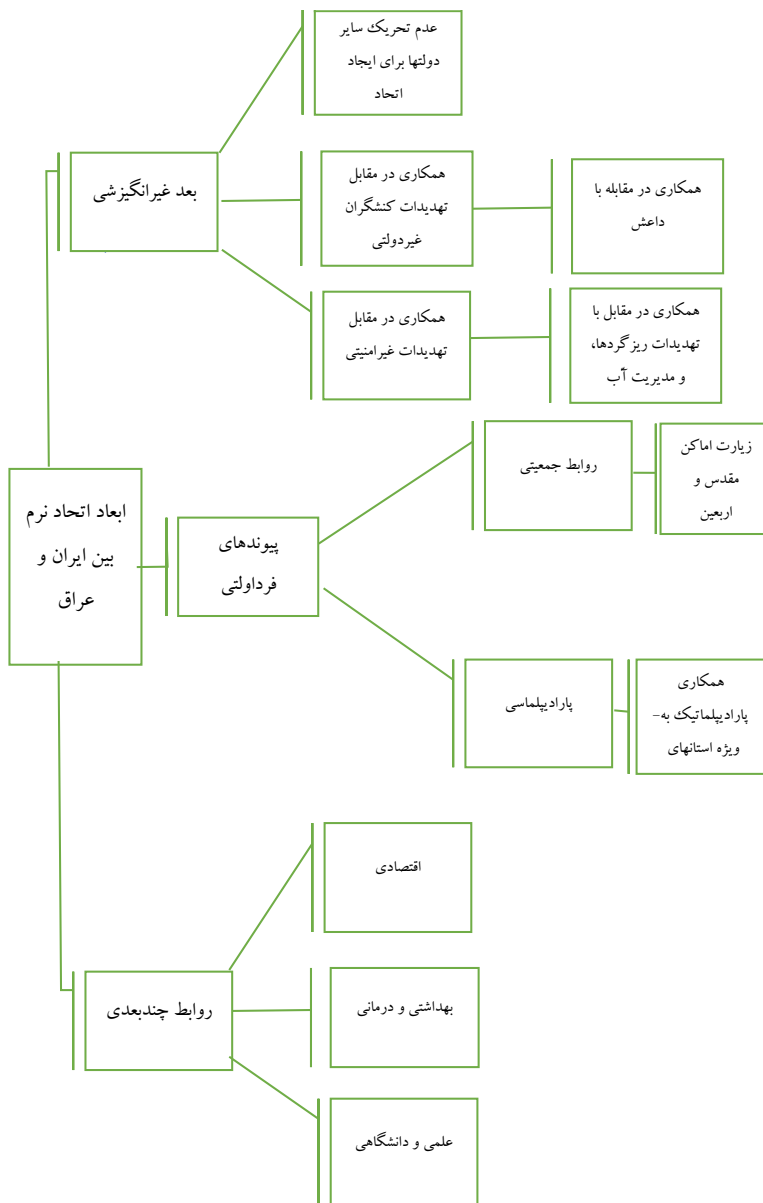 عدم تحریک سایر
دولتها برای ایجاد
اتحاد
بعد غیرانگیزشی
همکاری در مقابل
تهدیدات کنشگران
غیردولتی
همکاری در مقابله با
داعش
همکاری در مقابل
تهدیدات غیرامنیتی
همکاری در مقابل با
تهدیدات ریزگردها،
و مدیریت آب
ابعاد اتحاد نرم
بین ایران و
عراق
پیوندهای
فرداولتی
روابط جمعیتی
زیارت اماکن
مقدس و
اربعین
پارادیپلماسی
همکاری
پارادیپلماتیک به-
ویژه استانهای
روابط چندبعدی
اقتصادی
بهداشتی و درمانی
علمی و دانشگاهی